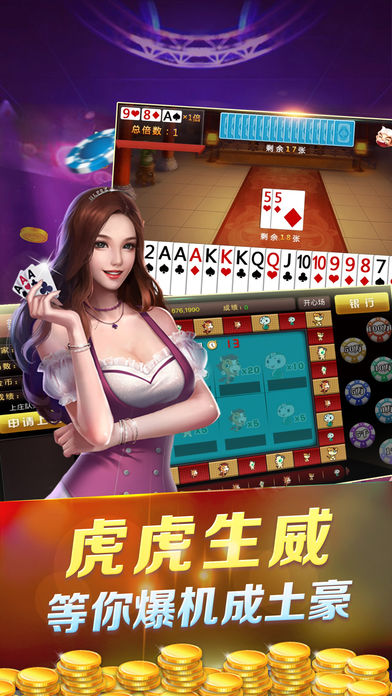 9 8 A ×1倍
总倍数：1
剩余17张
5 5
剩余18张
2 A A A K K K Q Q J 10 10 10 9 9 8 7
A A A
676,1990 成绩：0 开心场 银行
13
×20
×5 ×5
上庄队
申请上
虎虎生威
等你爆机成土豪